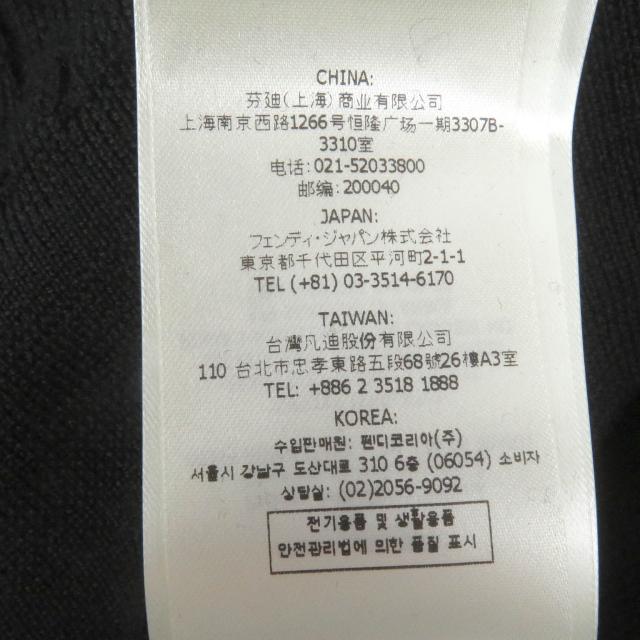 CHINA:
芬迪(上海)商业有限公司
上海南京西路1266号恒隆广场一期3307B-
3310室
电话:021-52033800
邮编:200040
JAPAN:
フェンディ・ジャパン株式会社
東京都千代田区平河町2-1-1
TEL (+81) 03-3514-6170
TAIWAN:
台灣凡迪股份有限公司
110 台北市忠孝東路五段68號26樓A3室
TEL: +886 2 3518 1888
KOREA:
수입판매원: 펜디코리아(주)
서울시 강남구 도산대로 310 6층 (06054) 소비자
상담실: (02)2056-9092
전기용품 및 생활용품
안전관리법에 의한 품질 표시